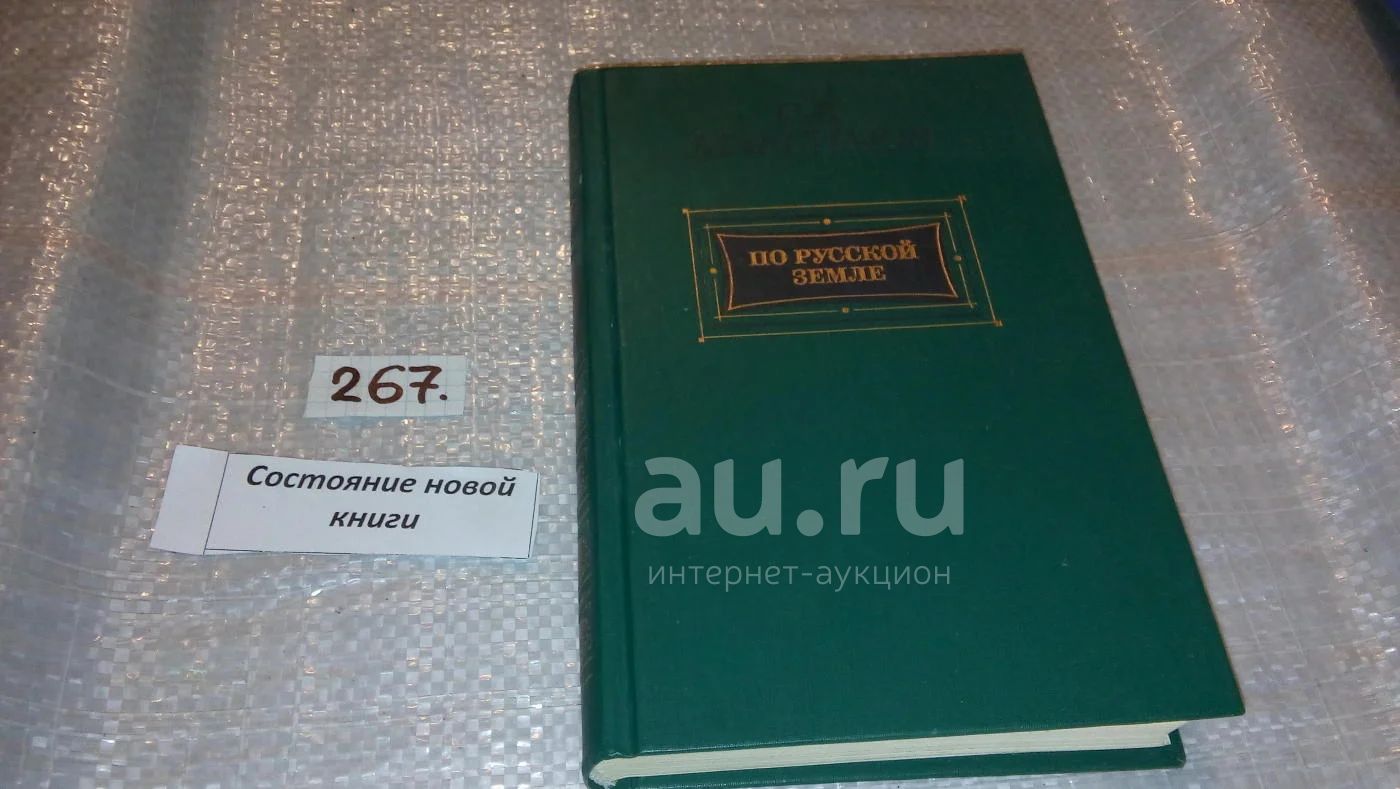 ПО РУССКОЙ
ЗЕМЛЕ
267.
Состояние новой
книги
au.ru
интернет-аукцион